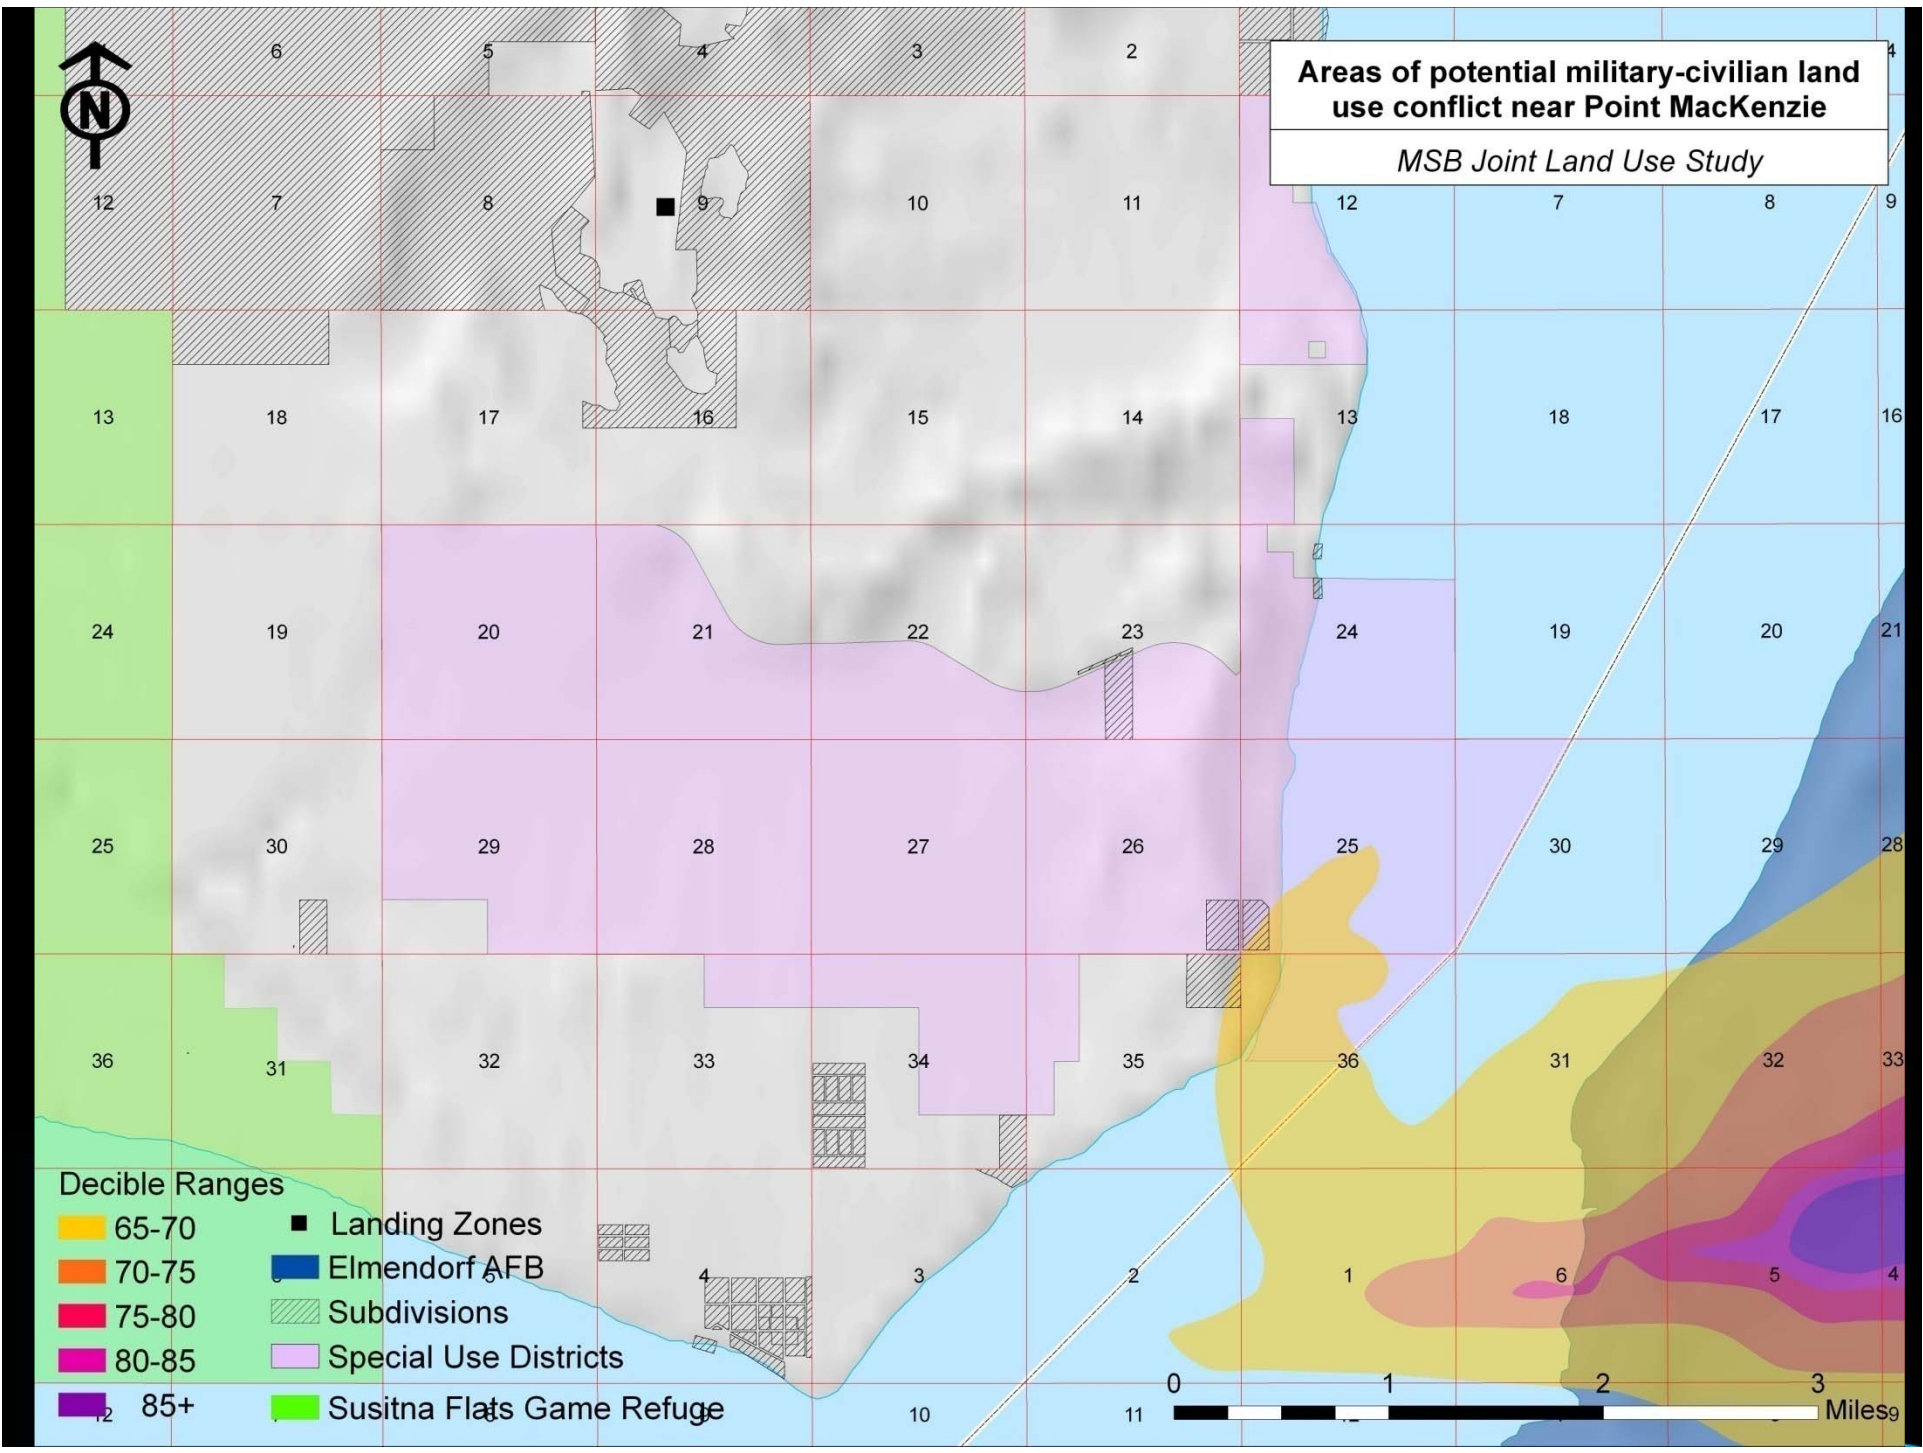 Areas of potential military-civilian land
use conflict near Point MacKenzie
MSB Joint Land Use Study
N
6 5 4 3 2 4
12 7 8 9 10 11 12 7 8 9
13 18 17 16 15 14 13 18 17 16
24 19 20 21 22 23 24 19 20 21
25 30 29 28 27 26 25 30 29 28
36 31 32 33 34 35 36 31 32 33
5 4 3 2 1 6 5 4
12 9 10 11 9
Decible Ranges
65-70
70-75
75-80
80-85
85+
Landing Zones
Elmendorf AFB
Subdivisions
Special Use Districts
Susitna Flats Game Refuge
0 1 2 3
Miles